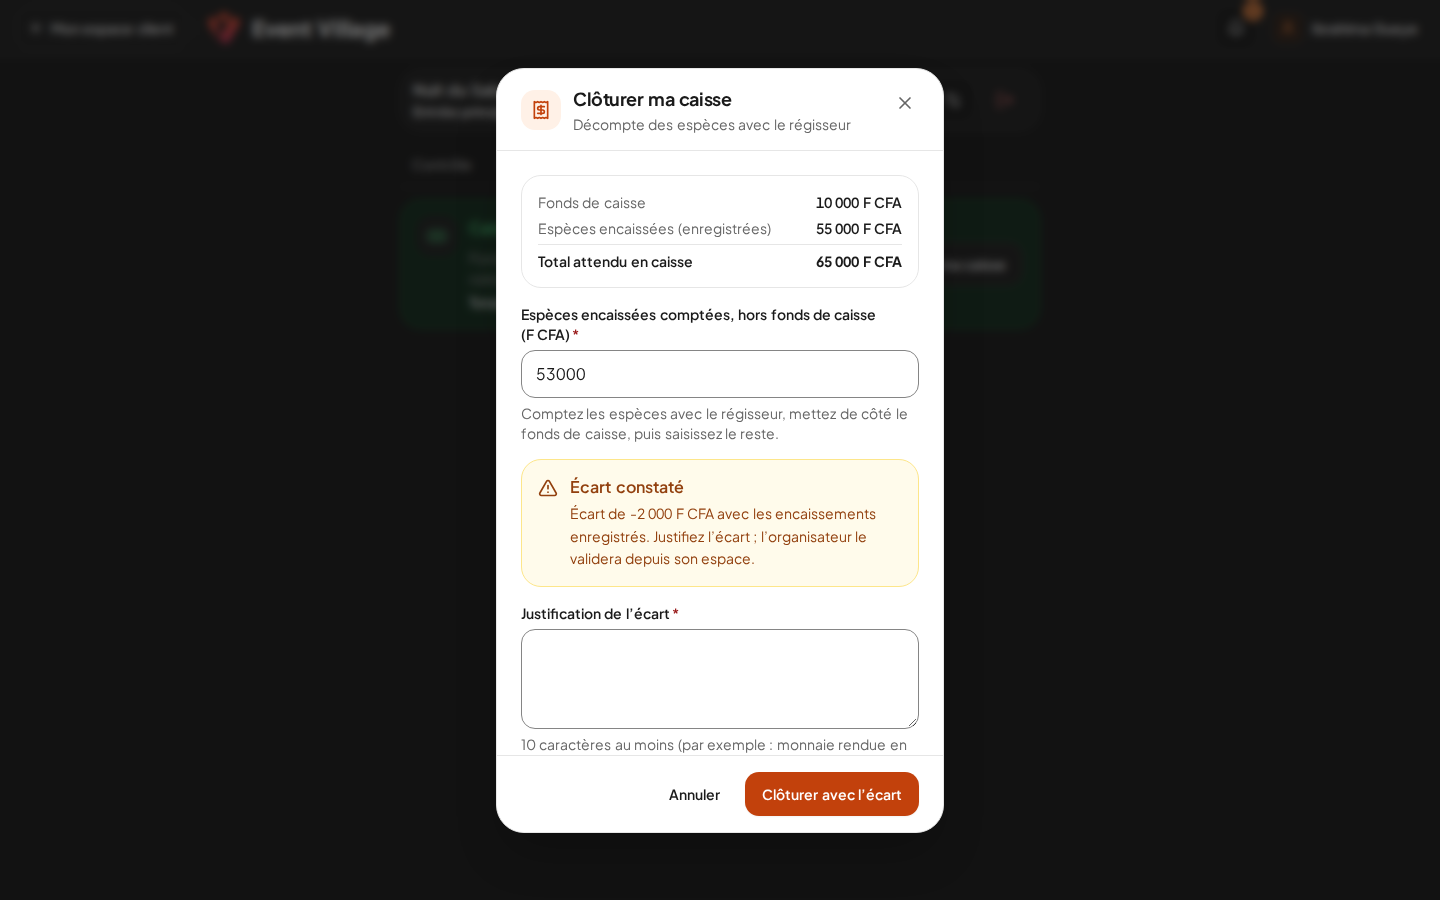 Mon espace client
Event Village
Clôturer ma caisse
Décompte des espèces avec le régisseur
Fonds de caisse
10 000 F CFA
Espèces encaissées (enregistrées)
55 000 F CFA
Total attendu en caisse
65 000 F CFA
Espèces encaissées comptées, hors fonds de caisse
(F CFA) *
53000
Comptez les espèces avec le régisseur, mettez de côté le
fonds de caisse, puis saisissez le reste.
Écart constaté
Écart de -2 000 F CFA avec les encaissements
enregistrés. Justifiez l’écart ; l’organisateur le
validera depuis son espace.
Justification de l’écart *
10 caractères au moins (par exemple : monnaie rendue en
Annuler
Clôturer avec l’écart